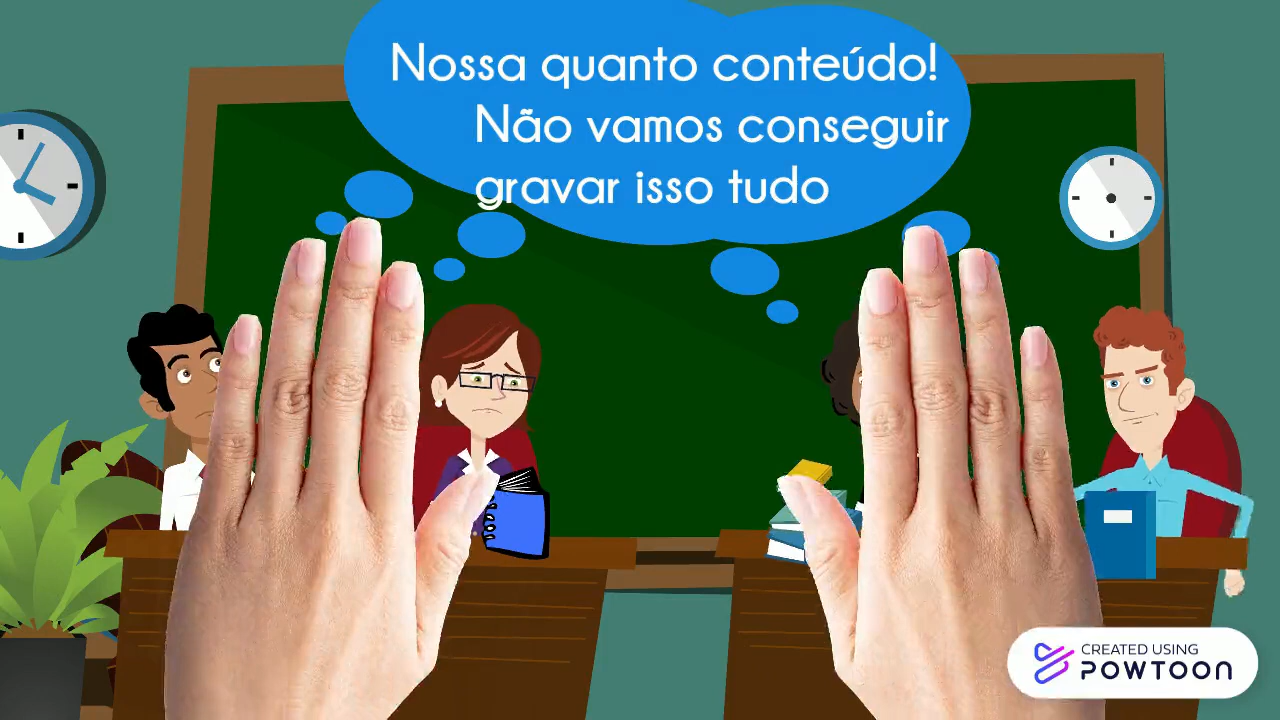 Nossa quanto conteúdo!
Não vamos conseguir
gravar isso tudo
CREATED USING
POWTOON